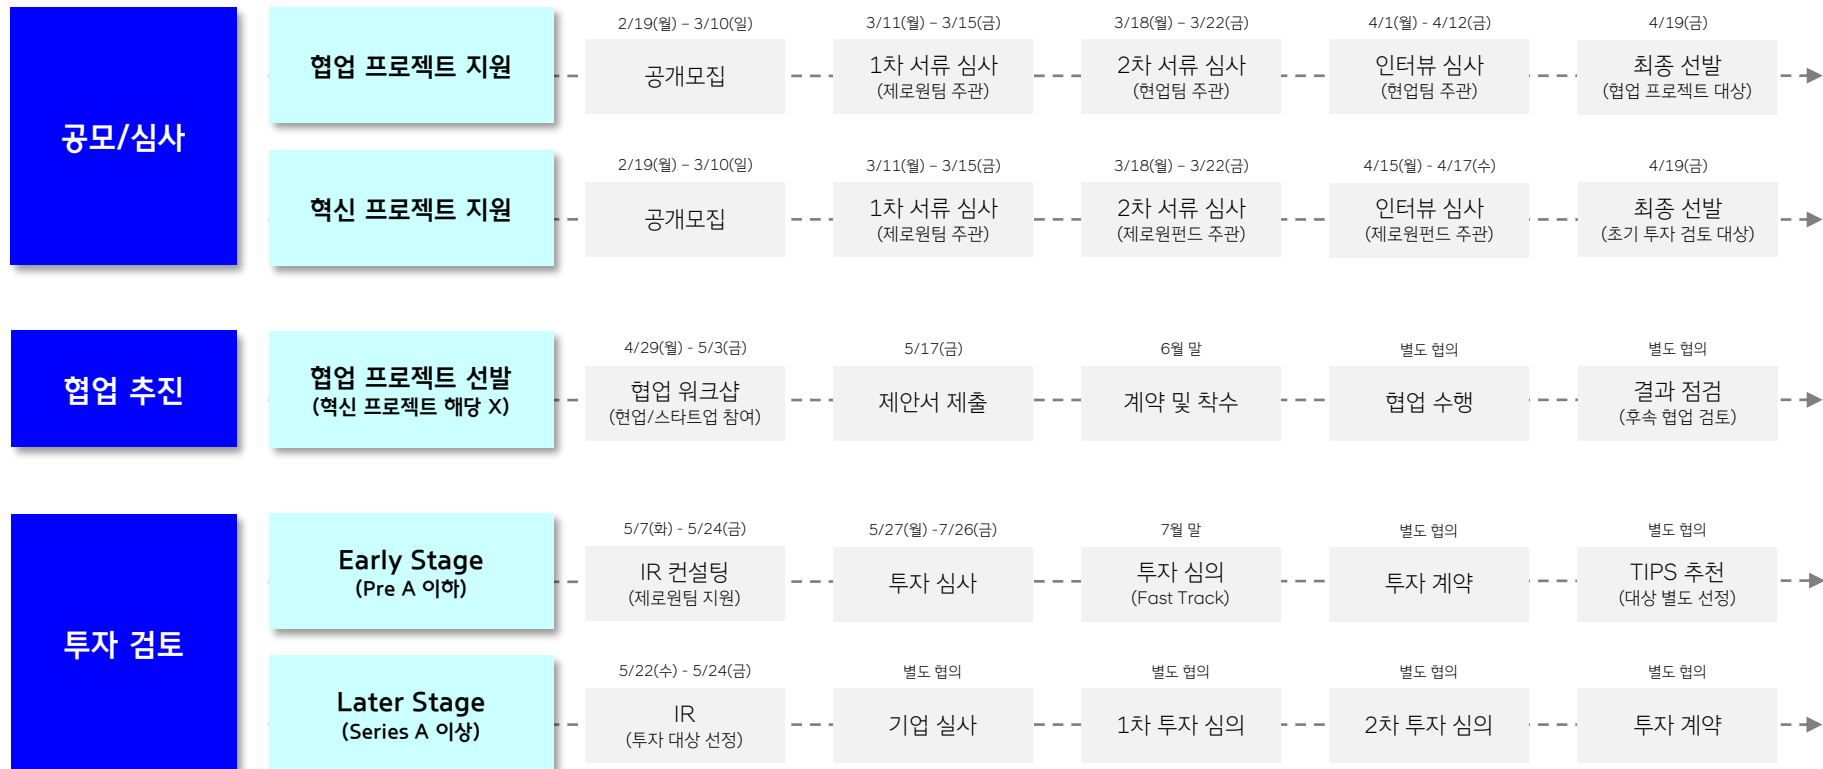 공모/심사
협업 프로젝트 지원
2/19(월) – 3/10(일)
공개모집
3/11(월) – 3/15(금)
1차 서류 심사
(제로원팀 주관)
3/18(월) – 3/22(금)
2차 서류 심사
(현업팀 주관)
4/1(월) - 4/12(금)
인터뷰 심사
(현업팀 주관)
4/19(금)
최종 선발
(협업 프로젝트 대상)
혁신 프로젝트 지원
2/19(월) – 3/10(일)
공개모집
3/11(월) – 3/15(금)
1차 서류 심사
(제로원팀 주관)
3/18(월) – 3/22(금)
2차 서류 심사
(제로원펀드 주관)
4/15(월) - 4/17(수)
인터뷰 심사
(제로원펀드 주관)
4/19(금)
최종 선발
(초기 투자 검토 대상)
협업 추진
협업 프로젝트 선발
(혁신 프로젝트 해당 X)
4/29(월) - 5/3(금)
협업 워크샵
(현업/스타트업 참여)
5/17(금)
제안서 제출
6월 말
계약 및 착수
별도 협의
협업 수행
별도 협의
결과 점검
(후속 협업 검토)
투자 검토
Early Stage
(Pre A 이하)
5/7(화) - 5/24(금)
IR 컨설팅
(제로원팀 지원)
5/27(월) -7/26(금)
투자 심사
7월 말
투자 심의
(Fast Track)
별도 협의
투자 계약
별도 협의
TIPS 추천
(대상 별도 선정)
Later Stage
(Series A 이상)
5/22(수) - 5/24(금)
IR
(투자 대상 선정)
별도 협의
기업 실사
별도 협의
1차 투자 심의
별도 협의
2차 투자 심의
별도 협의
투자 계약